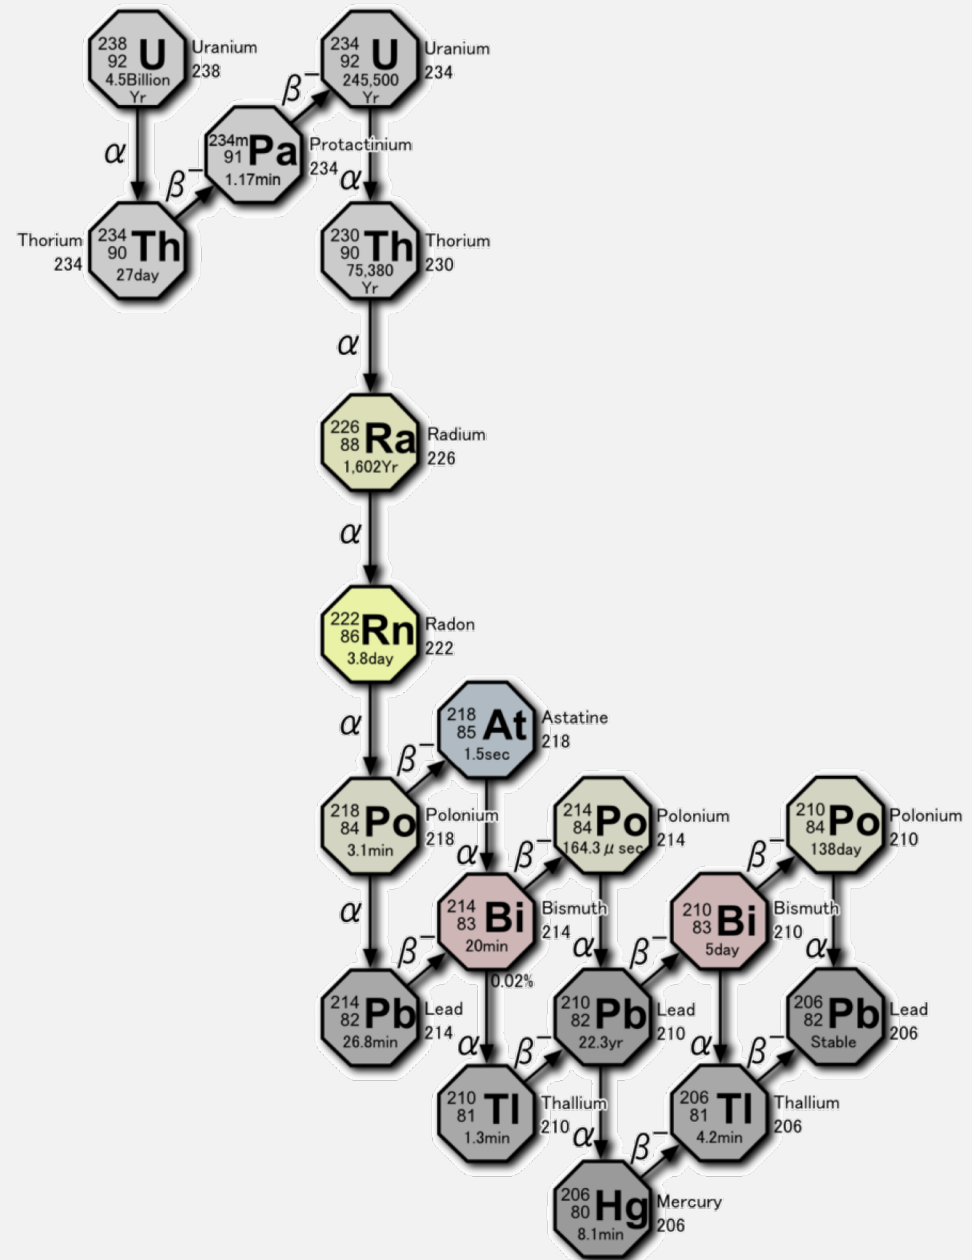 238
92 U
4.5Billion
Yr
Uranium
238
β−
234
92 U
245,500
Yr
Uranium
234
α
β−
234m
91 Pa
1.17min
Protactinium
234
α
Thorium
234
234
90 Th
27day
230
90 Th
75,380
Yr
Thorium
230
α
226
88 Ra
1,602Yr
Radium
226
α
222
86 Rn
3.8day
Radon
222
α
β−
218
85 At
1.5sec
Astatine
218
218
84 Po
3.1min
Polonium
218
α
β−
214
84 Po
164.3 μ sec
Polonium
214
β−
210
84 Po
138day
Polonium
210
α
β−
214
83 Bi
20min
Bismuth
214
0.02%
α
β−
210
83 Bi
5day
Bismuth
210
α
214
82 Pb
26.8min
Lead
214
α
β−
210
82 Pb
22.3yr
Lead
210
α
β−
206
82 Pb
Stable
Lead
206
210
81 Tl
1.3min
Thallium
210
α
β−
206
81 Tl
4.2min
Thallium
206
206
80 Hg
8.1min
Mercury
206